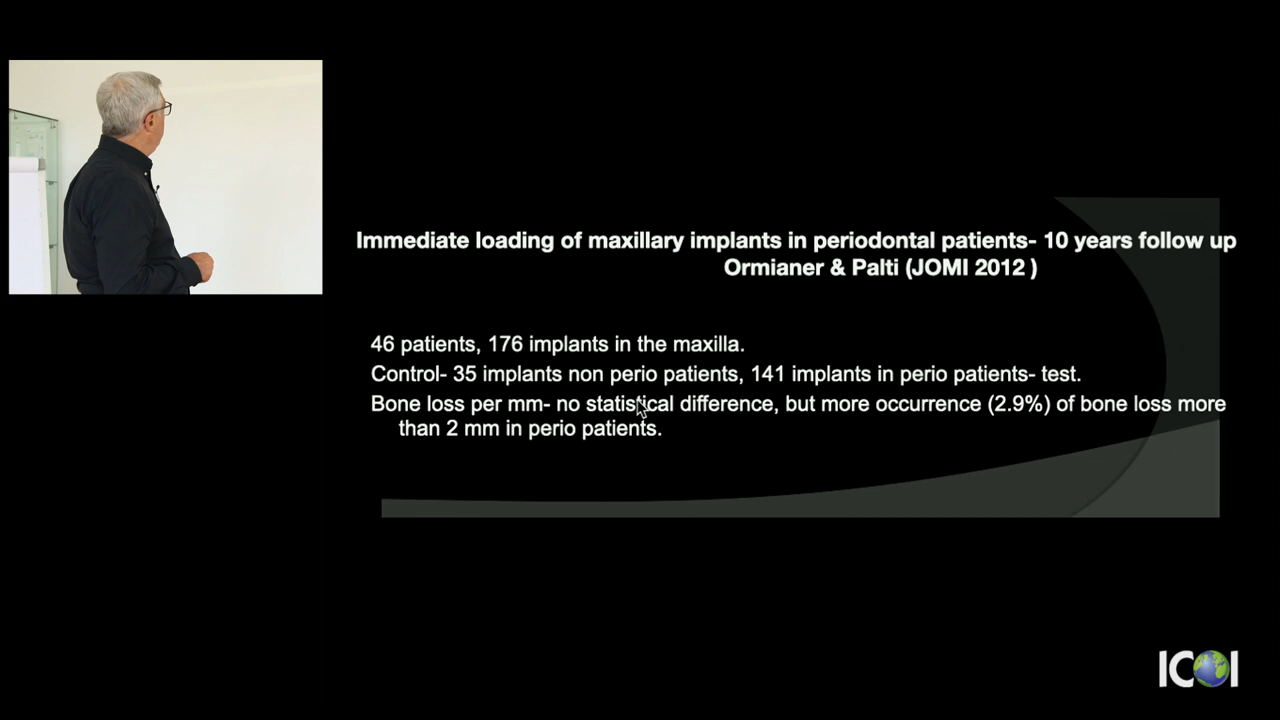 Immediate loading of maxillary implants in periodontal patients- 10 years follow up
Ormianer & Palti (JOMI 2012 )
46 patients, 176 implants in the maxilla.
Control- 35 implants non perio patients, 141 implants in perio patients- test.
Bone loss per mm- no statistical difference, but more occurrence (2.9%) of bone loss more
than 2 mm in perio patients.
ICOI